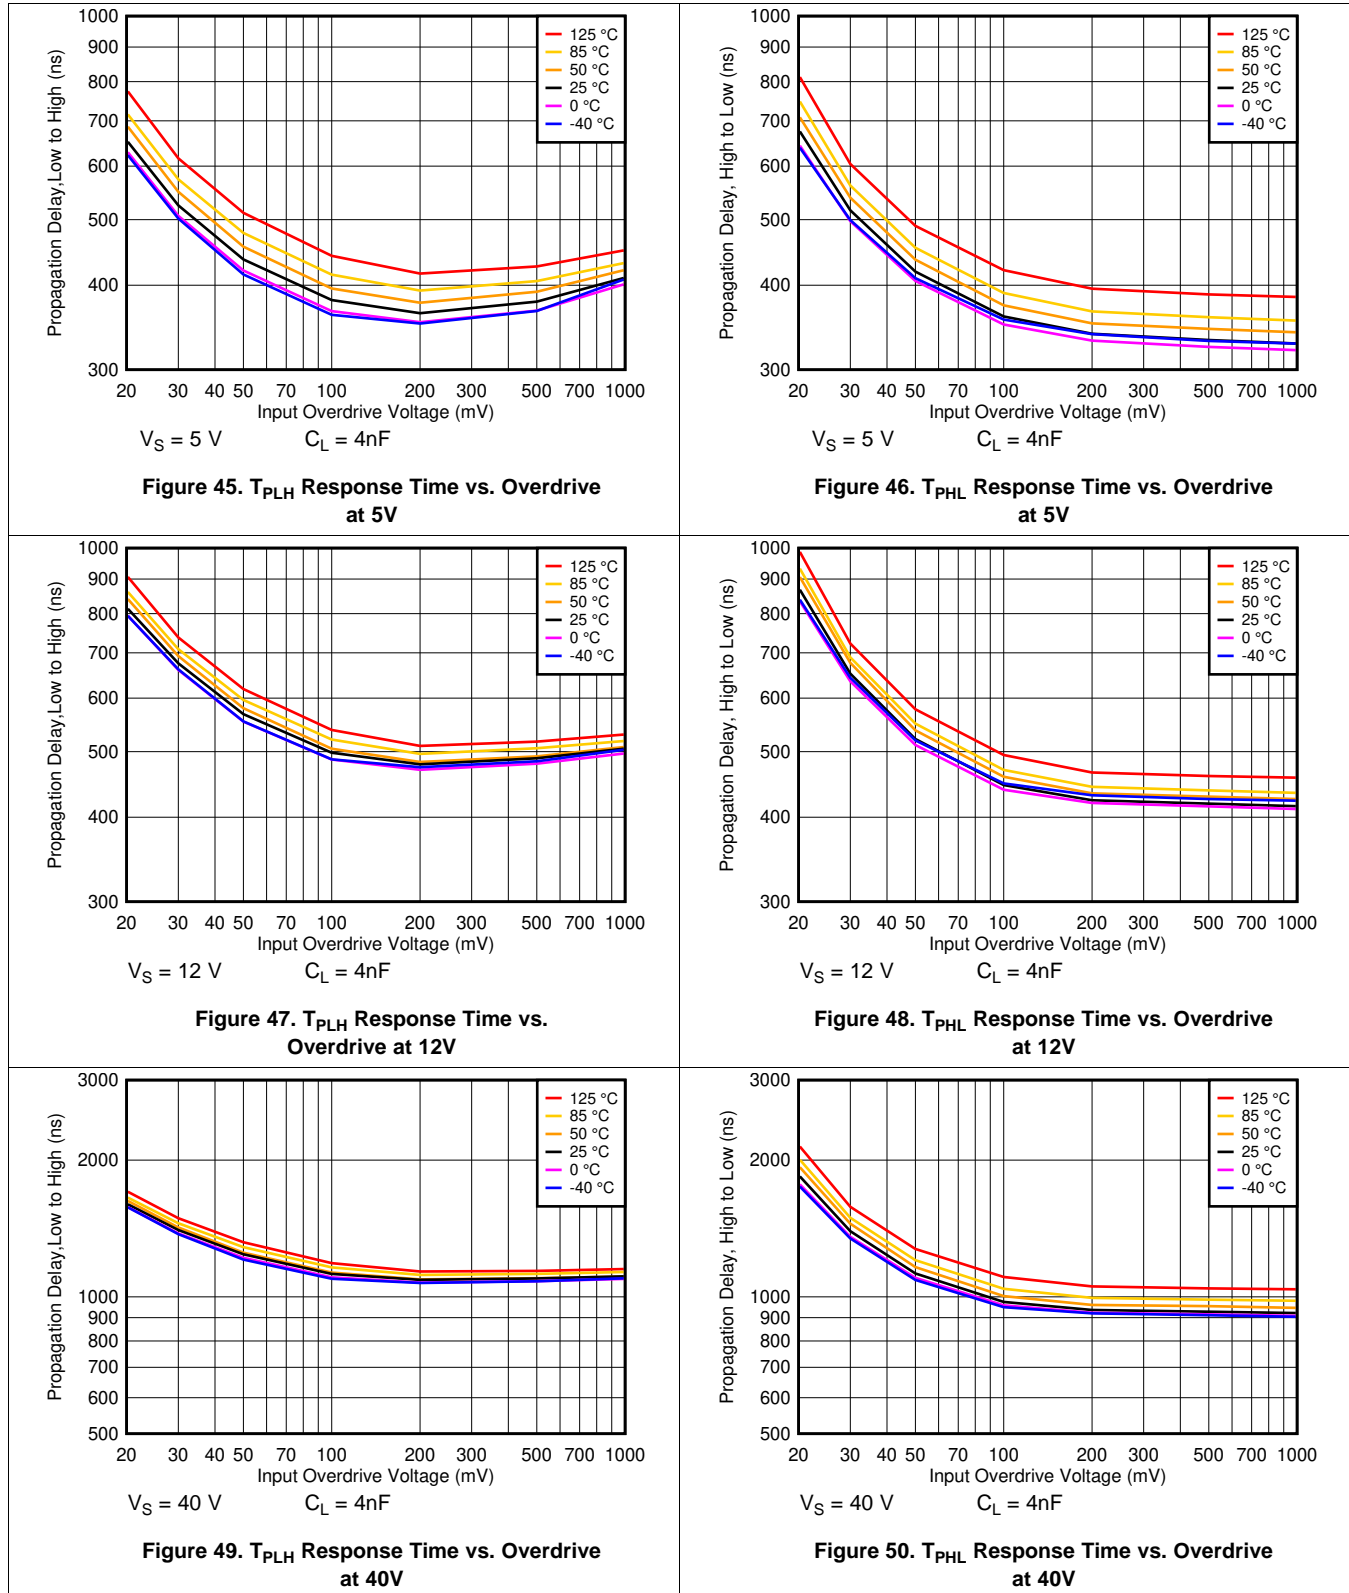 1000
900
800
700
600
500
400
300
Propagation Delay,Low to High (ns)
125 °C
85 °C
50 °C
25 °C
0 °C
-40 °C
20 30 40 50 70 100 200 300 500 700 1000
Input Overdrive Voltage (mV)
VS = 5 V CL = 4nF
Figure 45. TPLH Response Time vs. Overdrive
at 5V
1000
900
800
700
600
500
400
300
Propagation Delay, High to Low (ns)
125 °C
85 °C
50 °C
25 °C
0 °C
-40 °C
20 30 40 50 70 100 200 300 500 700 1000
Input Overdrive Voltage (mV)
VS = 5 V CL = 4nF
Figure 46. TPHL Response Time vs. Overdrive
at 5V
1000
900
800
700
600
500
400
300
Propagation Delay,Low to High (ns)
125 °C
85 °C
50 °C
25 °C
0 °C
-40 °C
20 30 40 50 70 100 200 300 500 700 1000
Input Overdrive Voltage (mV)
VS = 12 V CL = 4nF
Figure 47. TPLH Response Time vs.
Overdrive at 12V
1000
900
800
700
600
500
400
300
Propagation Delay, High to Low (ns)
125 °C
85 °C
50 °C
25 °C
0 °C
-40 °C
20 30 40 50 70 100 200 300 500 700 1000
Input Overdrive Voltage (mV)
VS = 12 V CL = 4nF
Figure 48. TPHL Response Time vs. Overdrive
at 12V
3000
2000
1000
900
800
700
600
500
Propagation Delay,Low to High (ns)
125 °C
85 °C
50 °C
25 °C
0 °C
-40 °C
20 30 40 50 70 100 200 300 500 700 1000
Input Overdrive Voltage (mV)
VS = 40 V CL = 4nF
Figure 49. TPLH Response Time vs. Overdrive
at 40V
3000
2000
1000
900
800
700
600
500
Propagation Delay, High to Low (ns)
125 °C
85 °C
50 °C
25 °C
0 °C
-40 °C
20 30 40 50 70 100 200 300 500 700 1000
Input Overdrive Voltage (mV)
VS = 40 V CL = 4nF
Figure 50. TPHL Response Time vs. Overdrive
at 40V